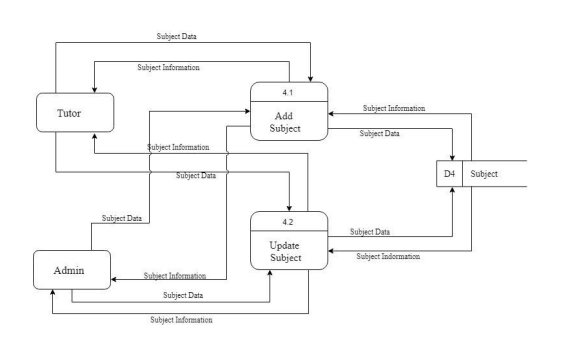 Subject Data
Subject Information
4.1
Tutor
Add
Subject
Subject Information
Subject Data
Subject Information
D4
Subject
Subject Data
Subject Data
4.2
Subject Data
Update
Subject
Subject Indormation
Admin
Subject Information
Subject Data
Subject Information